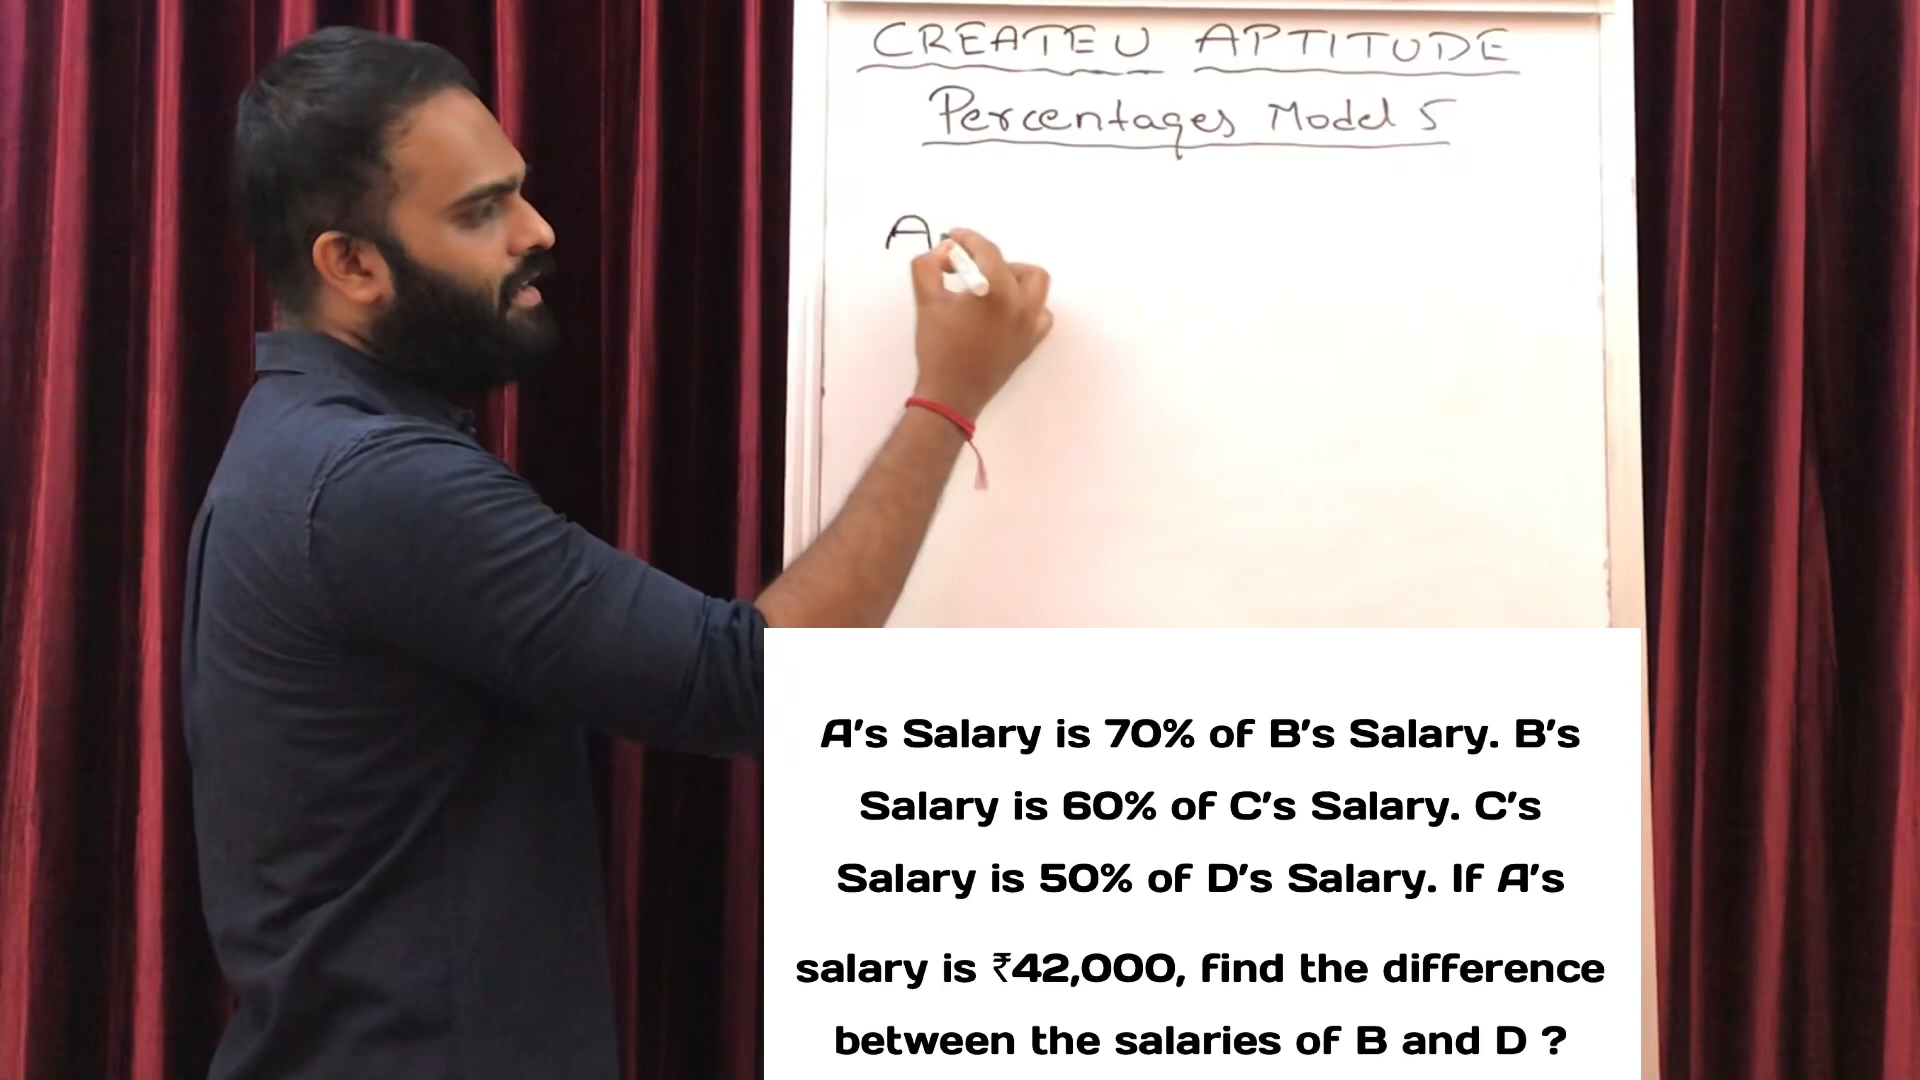 CREATEU APTITUDE
Percentages Model 5
A
A's Salary is 70% of B's Salary. B's
Salary is 60% of C's Salary. C's
Salary is 50% of D's Salary. If A's
salary is ₹42,000, find the difference
between the salaries of B and D ?